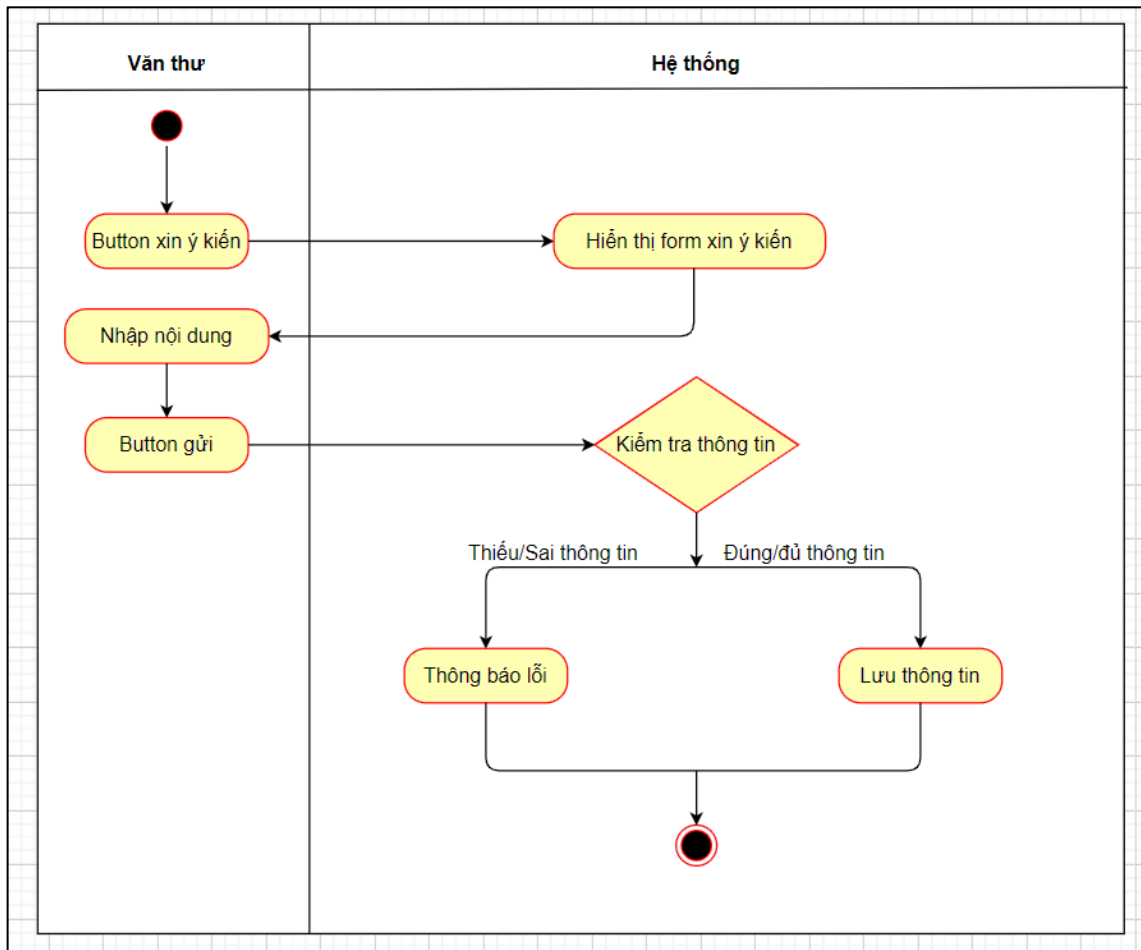 Văn thư
Hệ thống
Button xin ý kiến
Hiển thị form xin ý kiến
Nhập nội dung
Button gửi
Kiểm tra thông tin
Thiếu/Sai thông tin
Đúng/đủ thông tin
Thông báo lỗi
Lưu thông tin